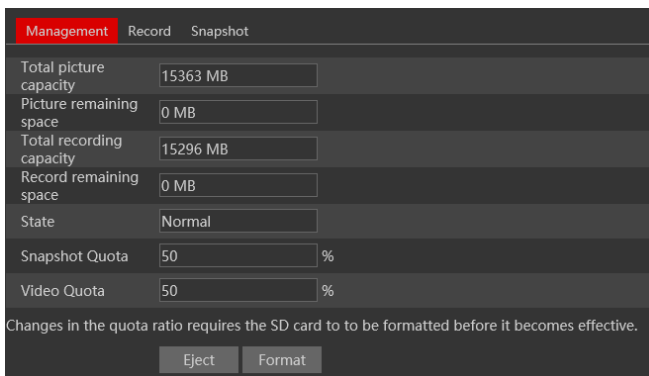 Management Record Snapshot
Total picture
capacity
15363 MB
Picture remaining
space
0 MB
Total recording
capacity
15296 MB
Record remaining
space
0 MB
State Normal
Snapshot Quota 50 %
Video Quota 50 %
Changes in the quota ratio requires the SD card to to be formatted before it becomes effective.
Eject Format